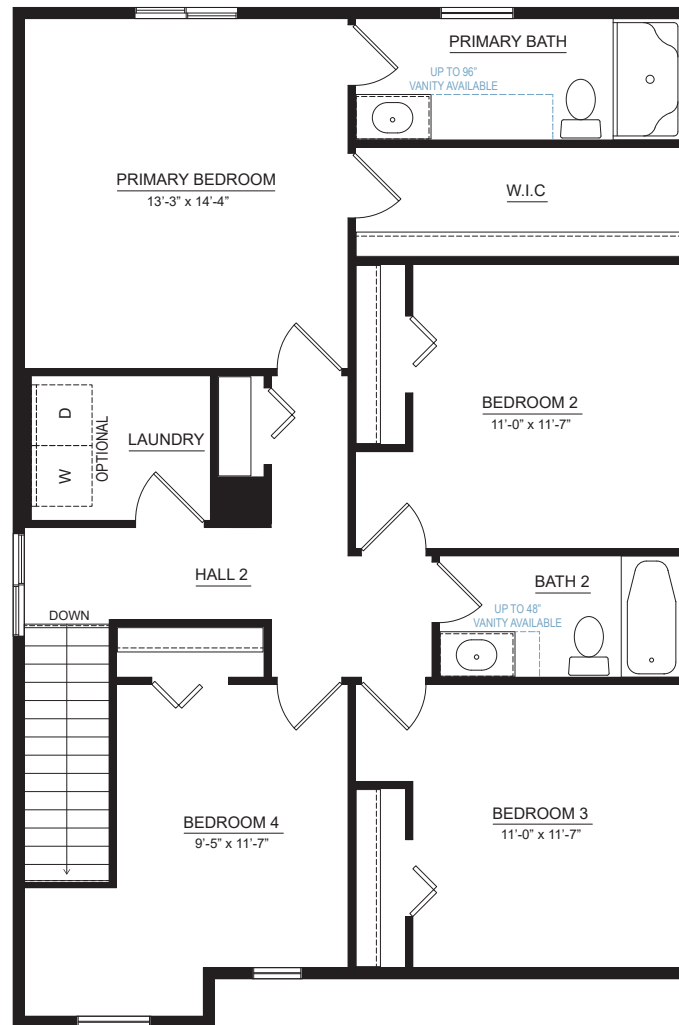 PRIMARY BATH
UP TO 96"
VANITY AVAILABLE
PRIMARY BEDROOM
13'-3" x 14'-4"
W.I.C
BEDROOM 2
11'-0" x 11'-7"
D
W
OPTIONAL
LAUNDRY
HALL 2
BATH 2
UP TO 48"
VANITY AVAILABLE
DOWN
BEDROOM 4
9'-5" x 11'-7"
BEDROOM 3
11'-0" x 11'-7"